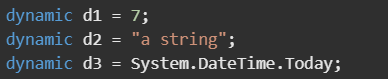 dynamic d1 = 7;
dynamic d2 = "a string";
dynamic d3 = System.DateTime.Today;